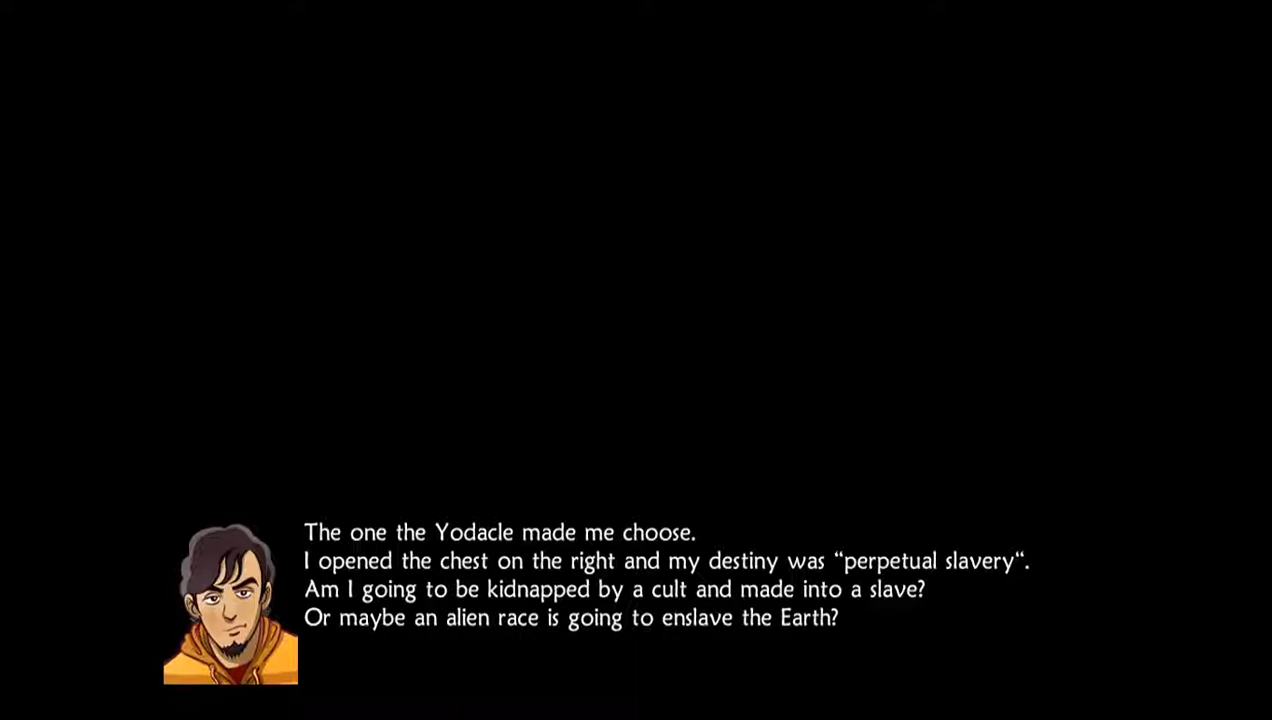 The one the Yodacle made me choose.
I opened the chest on the right and my destiny was “perpetual slavery“.
Am I going to be kidnapped by a cult and made into a slave?
Or maybe an alien race is going to enslave the Earth?